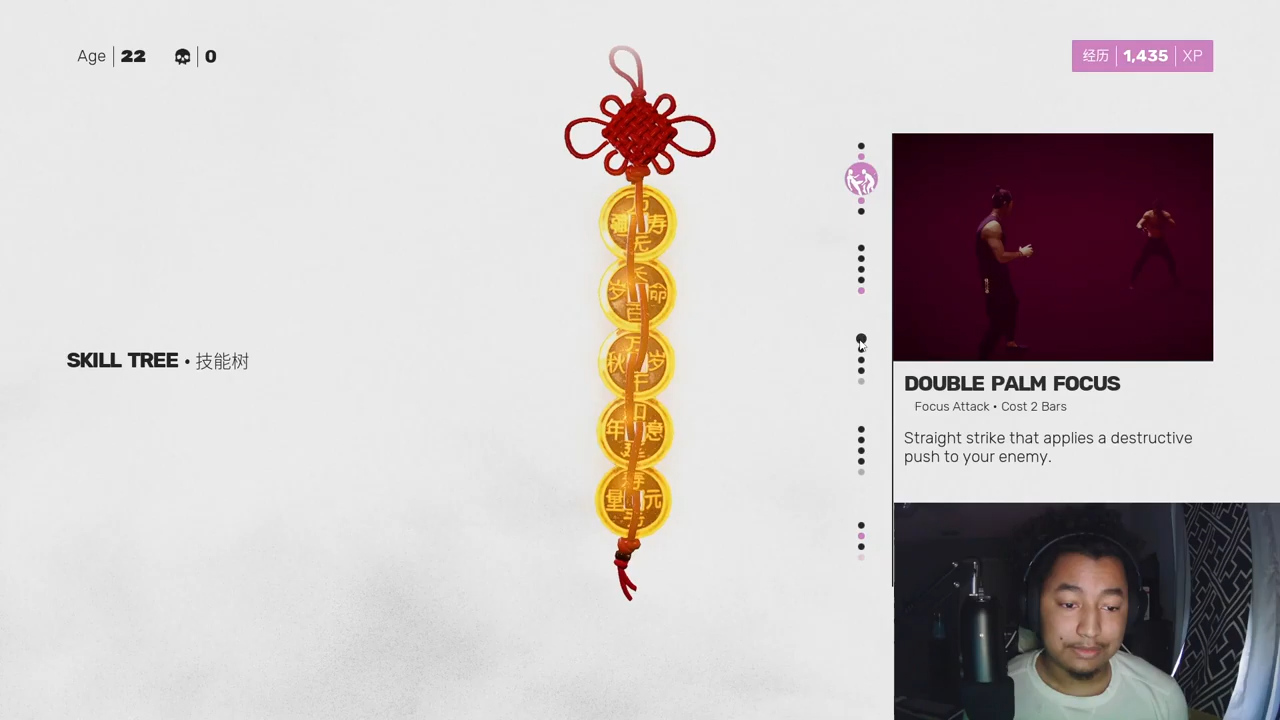 Age 22 0
经历 1,435 XP
SKILL TREE • 技能树
DOUBLE PALM FOCUS
Focus Attack • Cost 2 Bars
Straight strike that applies a destructive
push to your enemy.